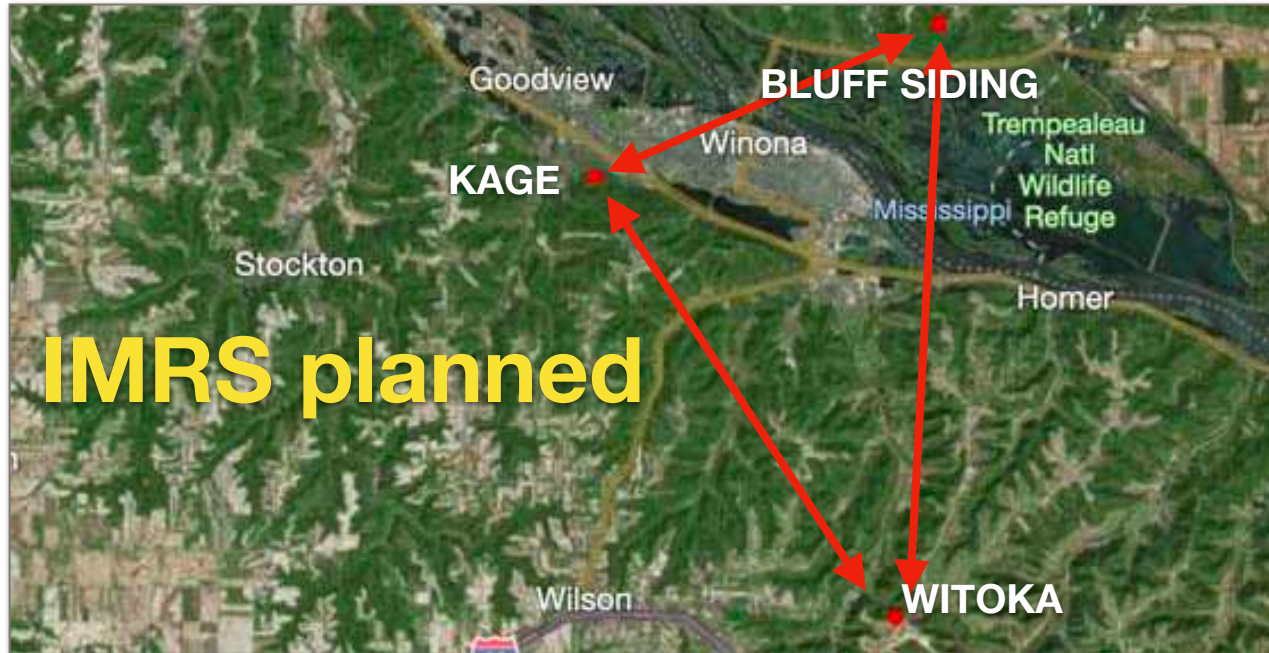 Goodview
BLUFF SIDING
Trempealeau
Natl
Wildlife
Refuge
Winona
KAGE
Mississippi
Stockton
Homer
IMRS planned
Wilson
WITOKA